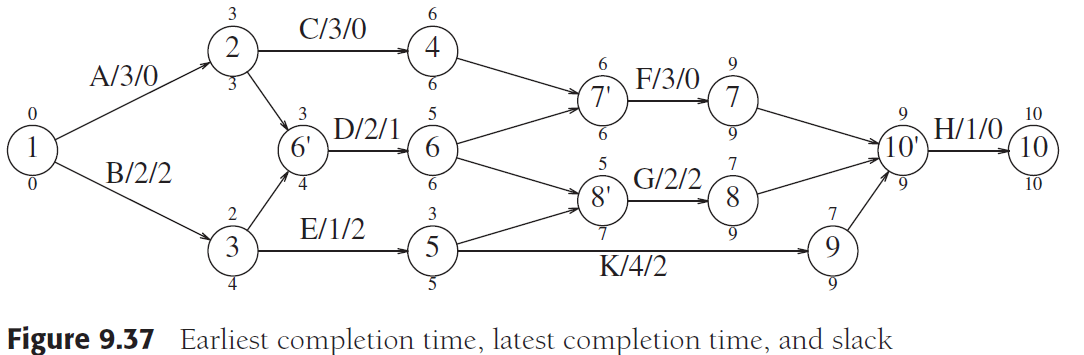 3 6
C/3/0
2 4
A/3/0
3 6
6 9
F/3/0
7' 7
6 9
0
1
0
3 5
D/2/1
6' 6
4 6
9 10
H/1/0
10' 10
9 10
B/2/2
5 7
G/2/2
8' 8
7 9
2 3 7
E/1/2
3 5 9
K/4/2
4 5 9
Figure 9.37 Earliest completion time, latest completion time, and slack